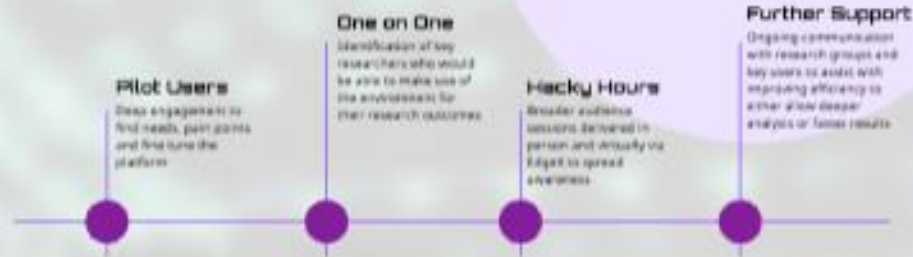 Pilot Users
Deep engagement to
find needs, pain points
and fine tune the
platform
One on One
Identification of key
researchers who would
be able to make use of
the environment for
their research outcomes
Hacky Hours
Broader audience
sessions delivered in
person and virtually via
to spread
awareness
Further Support
Ongoing communication
with research groups and
key users to assist with
improving efficiency to
either allow deeper
analysis or faster results